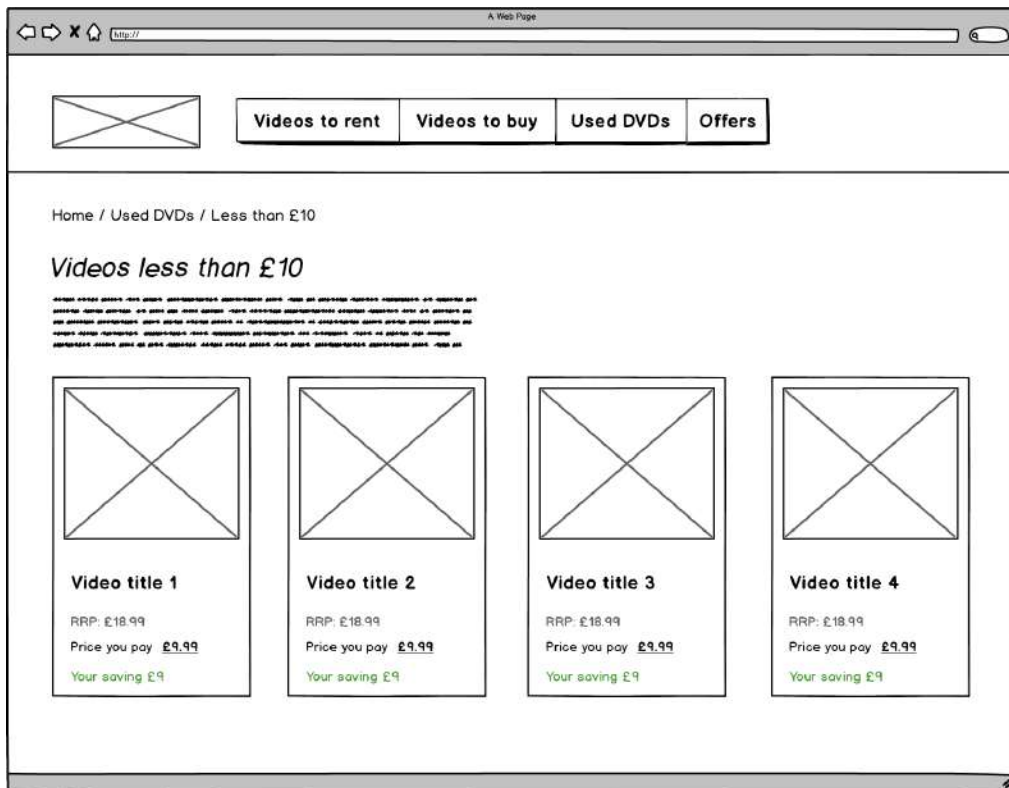 A Web Page
http://
Videos to rent Videos to buy Used DVDs Offers
Home / Used DVDs / Less than £10
Videos less than £10
Video title 1 Video title 2 Video title 3 Video title 4
RRP: £18.99 RRP: £18.99 RRP: £18.99 RRP: £18.99
Price you pay £9.99 Price you pay £9.99 Price you pay £9.99 Price you pay £9.99
Your saving £9 Your saving £9 Your saving £9 Your saving £9